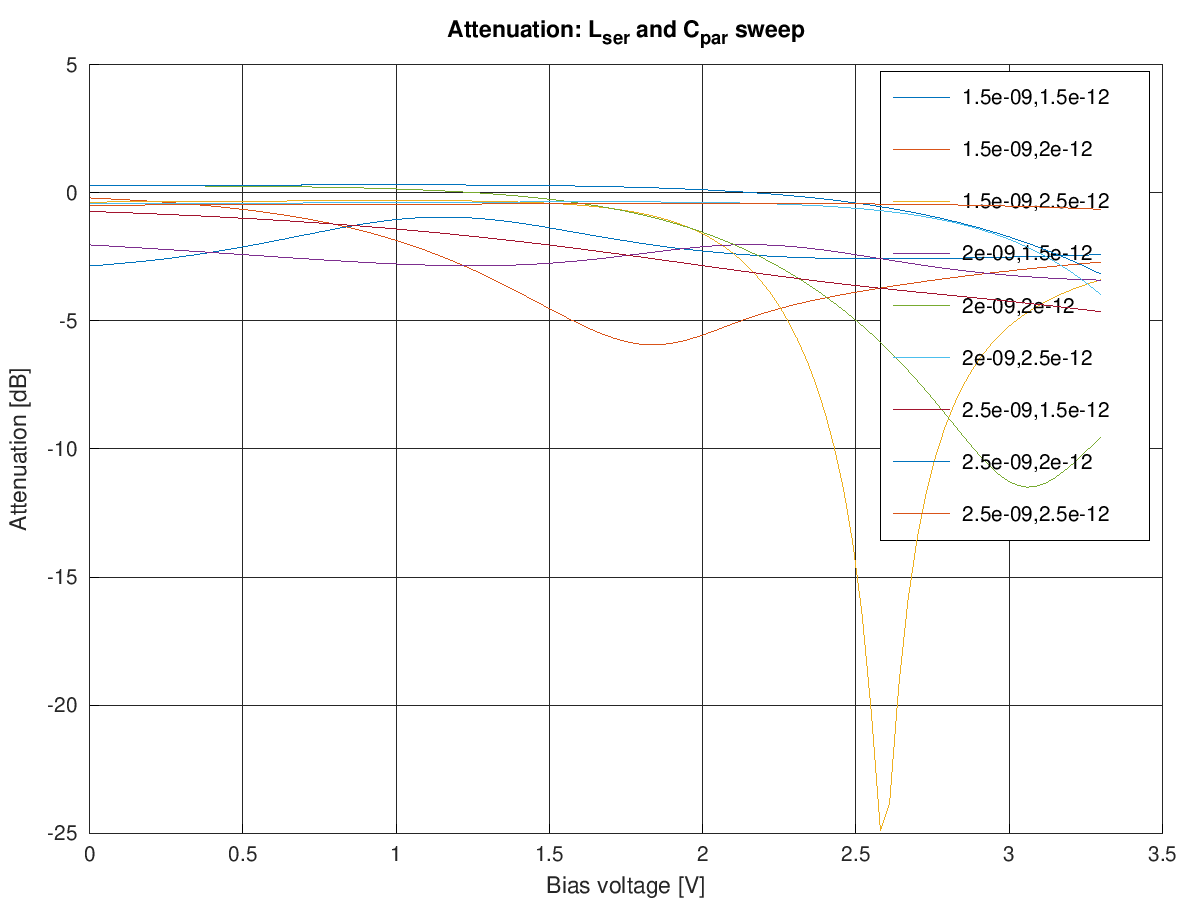 Attenuation: Lser and Cpar sweep
5
0
-5
-10
-15
-20
-25
Attenuation [dB]
1.5e-09,1.5e-12
1.5e-09,2e-12
1.5e-09,2.5e-12
2e-09,1.5e-12
2e-09,2e-12
2e-09,2.5e-12
2.5e-09,1.5e-12
2.5e-09,2e-12
2.5e-09,2.5e-12
0 0.5 1 1.5 2 2.5 3 3.5
Bias voltage [V]